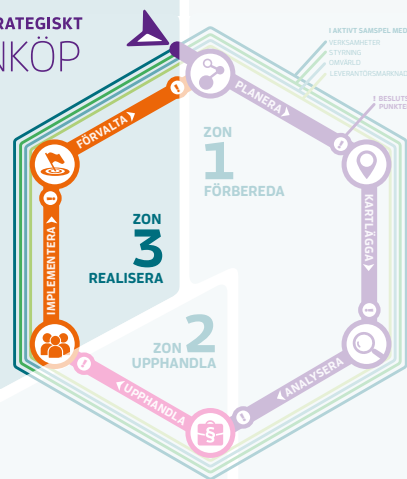 RATEGISKT
NKÖP
I AKTIVT SAMSPEL MED
VERKSAMHETER
STYRNING
OMVÄRLD
LEVERANTÖRSMARKNAD
! BESLUTS
PUNKTE
PLANERA
FÖRVALTA
ZON
1
FÖRBEREDA
KARTLÄGGA
IMPLEMENTERA
ZON
3
REALISERA
ZON 2
UPPHANDLA
ANALYSERA
UPPHANDLA
§